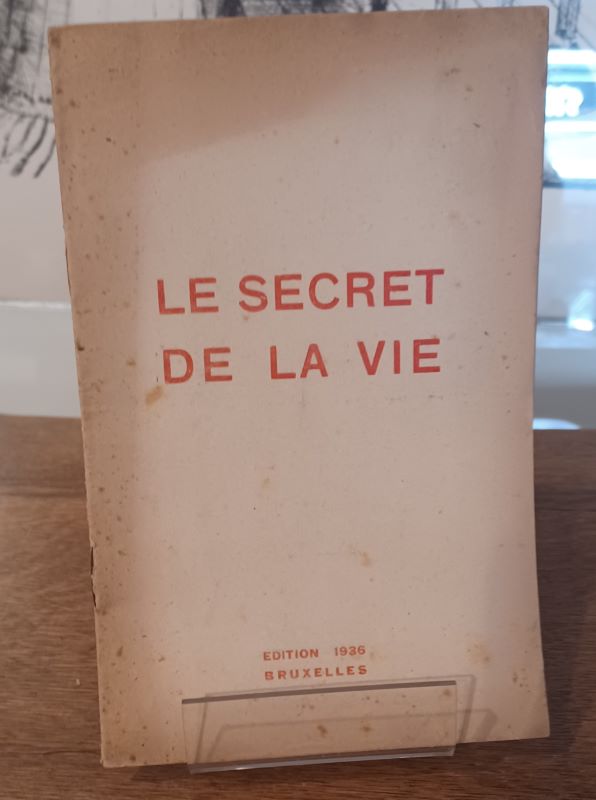 LE SECRET
DE LA VIE
EDITION 1936
BRUXELLES